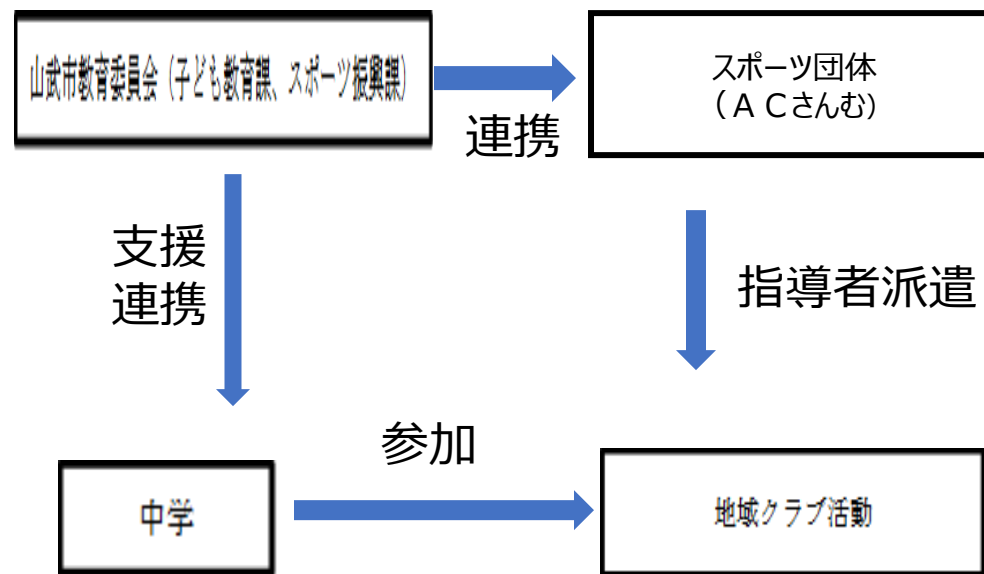 山武市教育委員会（子ども教育課、スポーツ振興課）
連携
スポーツ団体
（ＡＣさんむ）
支援
連携
指導者派遣
参加
中学
地域クラブ活動